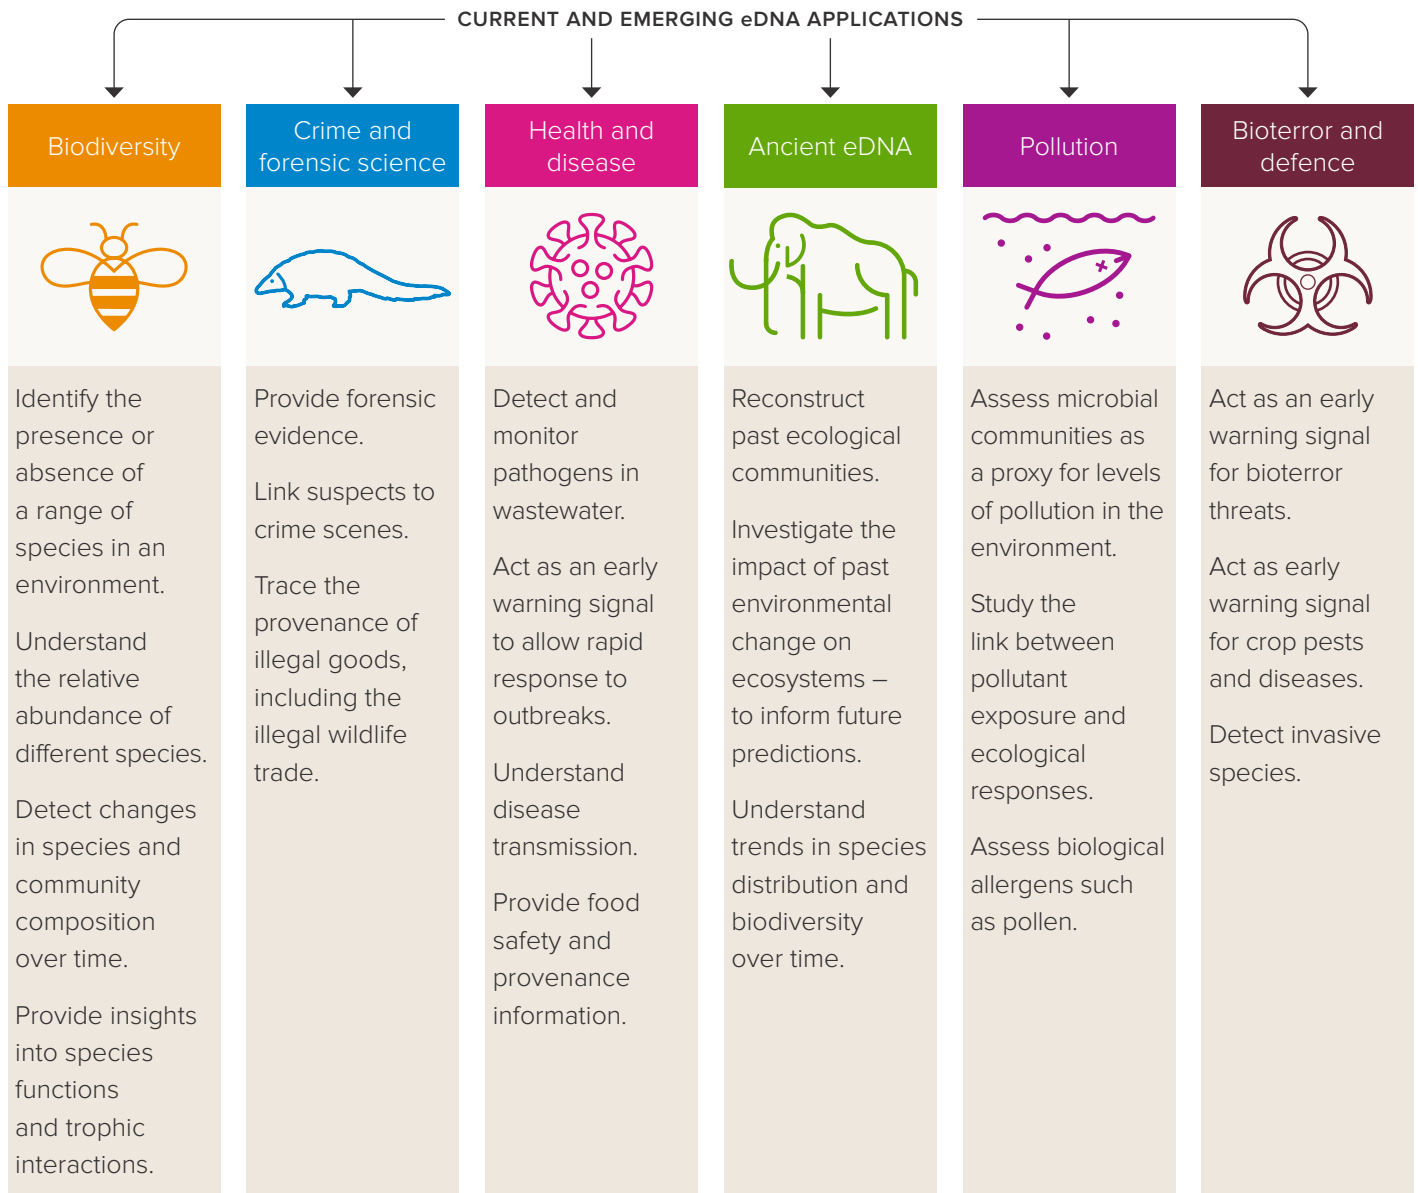 CURRENT AND EMERGING eDNA APPLICATIONS
Biodiversity
Identify the
presence or
absence of
a range of
species in an
environment.
Understand
the relative
abundance of
different species.
Detect changes
in species and
community
composition
over time.
Provide insights
into species
functions
and trophic
interactions.
Crime and
forensic science
Provide forensic
evidence.
Link suspects to
crime scenes.
Trace the
provenance of
illegal goods,
including the
illegal wildlife
trade.
Health and
disease
Detect and
monitor
pathogens in
wastewater.
Act as an early
warning signal
to allow rapid
response to
outbreaks.
Understand
disease
transmission.
Provide food
safety and
provenance
information.
Ancient eDNA
Reconstruct
past ecological
communities.
Investigate the
impact of past
environmental
change on
ecosystems –
to inform future
predictions.
Understand
trends in species
distribution and
biodiversity
over time.
Pollution
Assess microbial
communities as
a proxy for levels
of pollution in the
environment.
Study the
link between
pollutant
exposure and
ecological
responses.
Assess biological
allergens such
as pollen.
Bioterror and
defence
Act as an early
warning signal
for bioterror
threats.
Act as early
warning signal
for crop pests
and diseases.
Detect invasive
species.